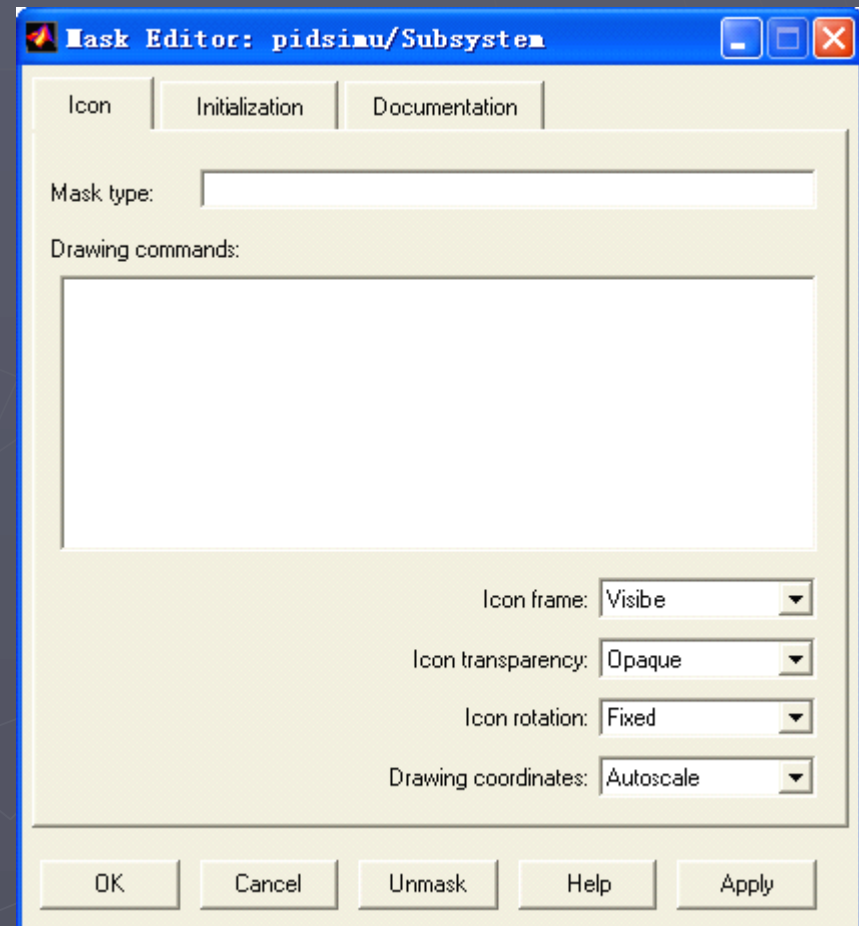 Mask Editor: pidsimu/Subsystem
Icon Initialization Documentation
Mask type:
Drawing commands:
Icon frame: Visibe
Icon transparency: Opaque
Icon rotation: Fixed
Drawing coordinates: Autoscale
OK Cancel Unmask Help Apply